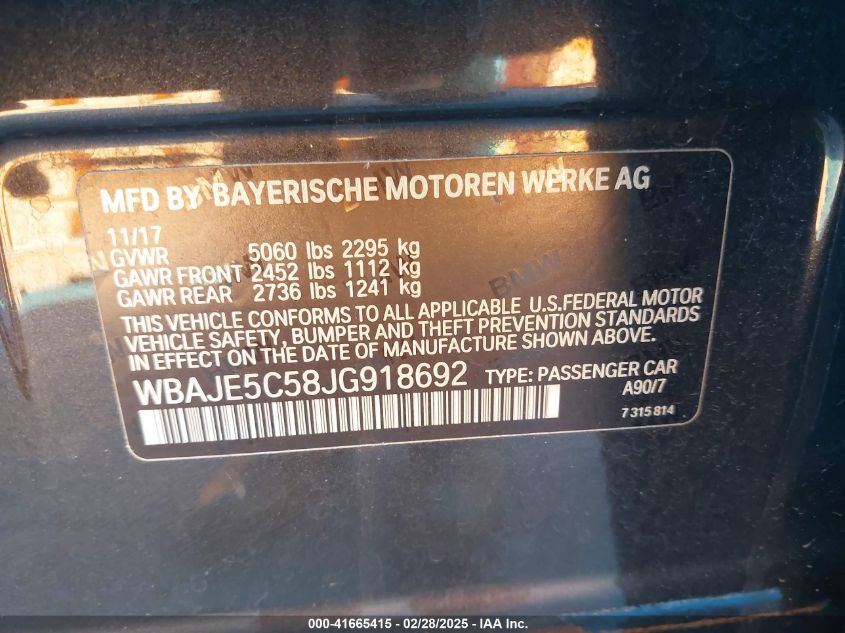 MFD BY BAYERISCHE MOTOREN WERKE AG
11/17
GVWR 5060 lbs 2295 kg
GAWR FRONT 2452 lbs 1112 kg
GAWR REAR 2736 lbs 1241 kg
THIS VEHICLE CONFORMS TO ALL APPLICABLE U.S.FEDERAL MOTOR
VEHICLE SAFETY, BUMPER AND THEFT PREVENTION STANDARDS
IN EFFECT ON THE DATE OF MANUFACTURE SHOWN ABOVE.
WBAJE5C58JG918692 TYPE: PASSENGER CAR
A90/7
7 315 814
BMW
000-41665415 - 02/28/2025 - IAA Inc.